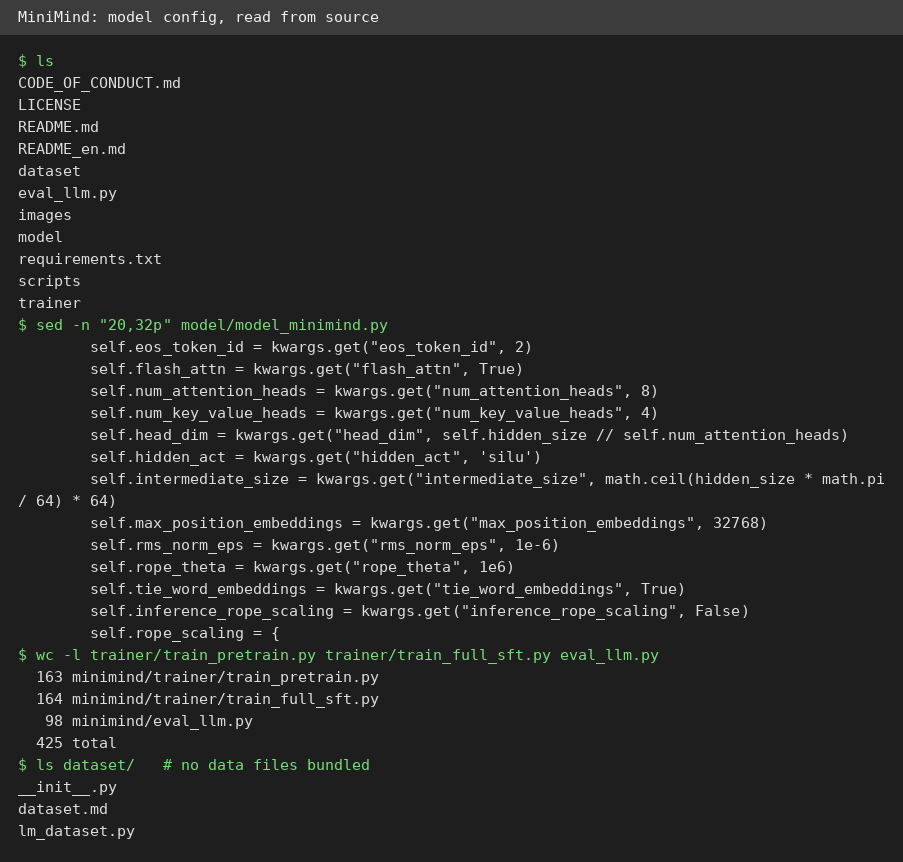 MiniMind: model config, read from source
$ ls
CODE_OF_CONDUCT.md
LICENSE
README.md
README_en.md
dataset
eval_llm.py
images
model
requirements.txt
scripts
trainer
$ sed -n "20,32p" model/model_minimind.py
        self.eos_token_id = kwargs.get("eos_token_id", 2)
        self.flash_attn = kwargs.get("flash_attn", True)
        self.num_attention_heads = kwargs.get("num_attention_heads", 8)
        self.num_key_value_heads = kwargs.get("num_key_value_heads", 4)
        self.head_dim = kwargs.get("head_dim", self.hidden_size // self.num_attention_heads)
        self.hidden_act = kwargs.get("hidden_act", 'silu')
        self.intermediate_size = kwargs.get("intermediate_size", math.ceil(hidden_size * math.pi
/ 64) * 64)
        self.max_position_embeddings = kwargs.get("max_position_embeddings", 32768)
        self.rms_norm_eps = kwargs.get("rms_norm_eps", 1e-6)
        self.rope_theta = kwargs.get("rope_theta", 1e6)
        self.tie_word_embeddings = kwargs.get("tie_word_embeddings", True)
        self.inference_rope_scaling = kwargs.get("inference_rope_scaling", False)
        self.rope_scaling = {
$ wc -l trainer/train_pretrain.py trainer/train_full_sft.py eval_llm.py
  163 minimind/trainer/train_pretrain.py
  164 minimind/trainer/train_full_sft.py
   98 minimind/eval_llm.py
  425 total
$ ls dataset/   # no data files bundled
__init__.py
dataset.md
lm_dataset.py